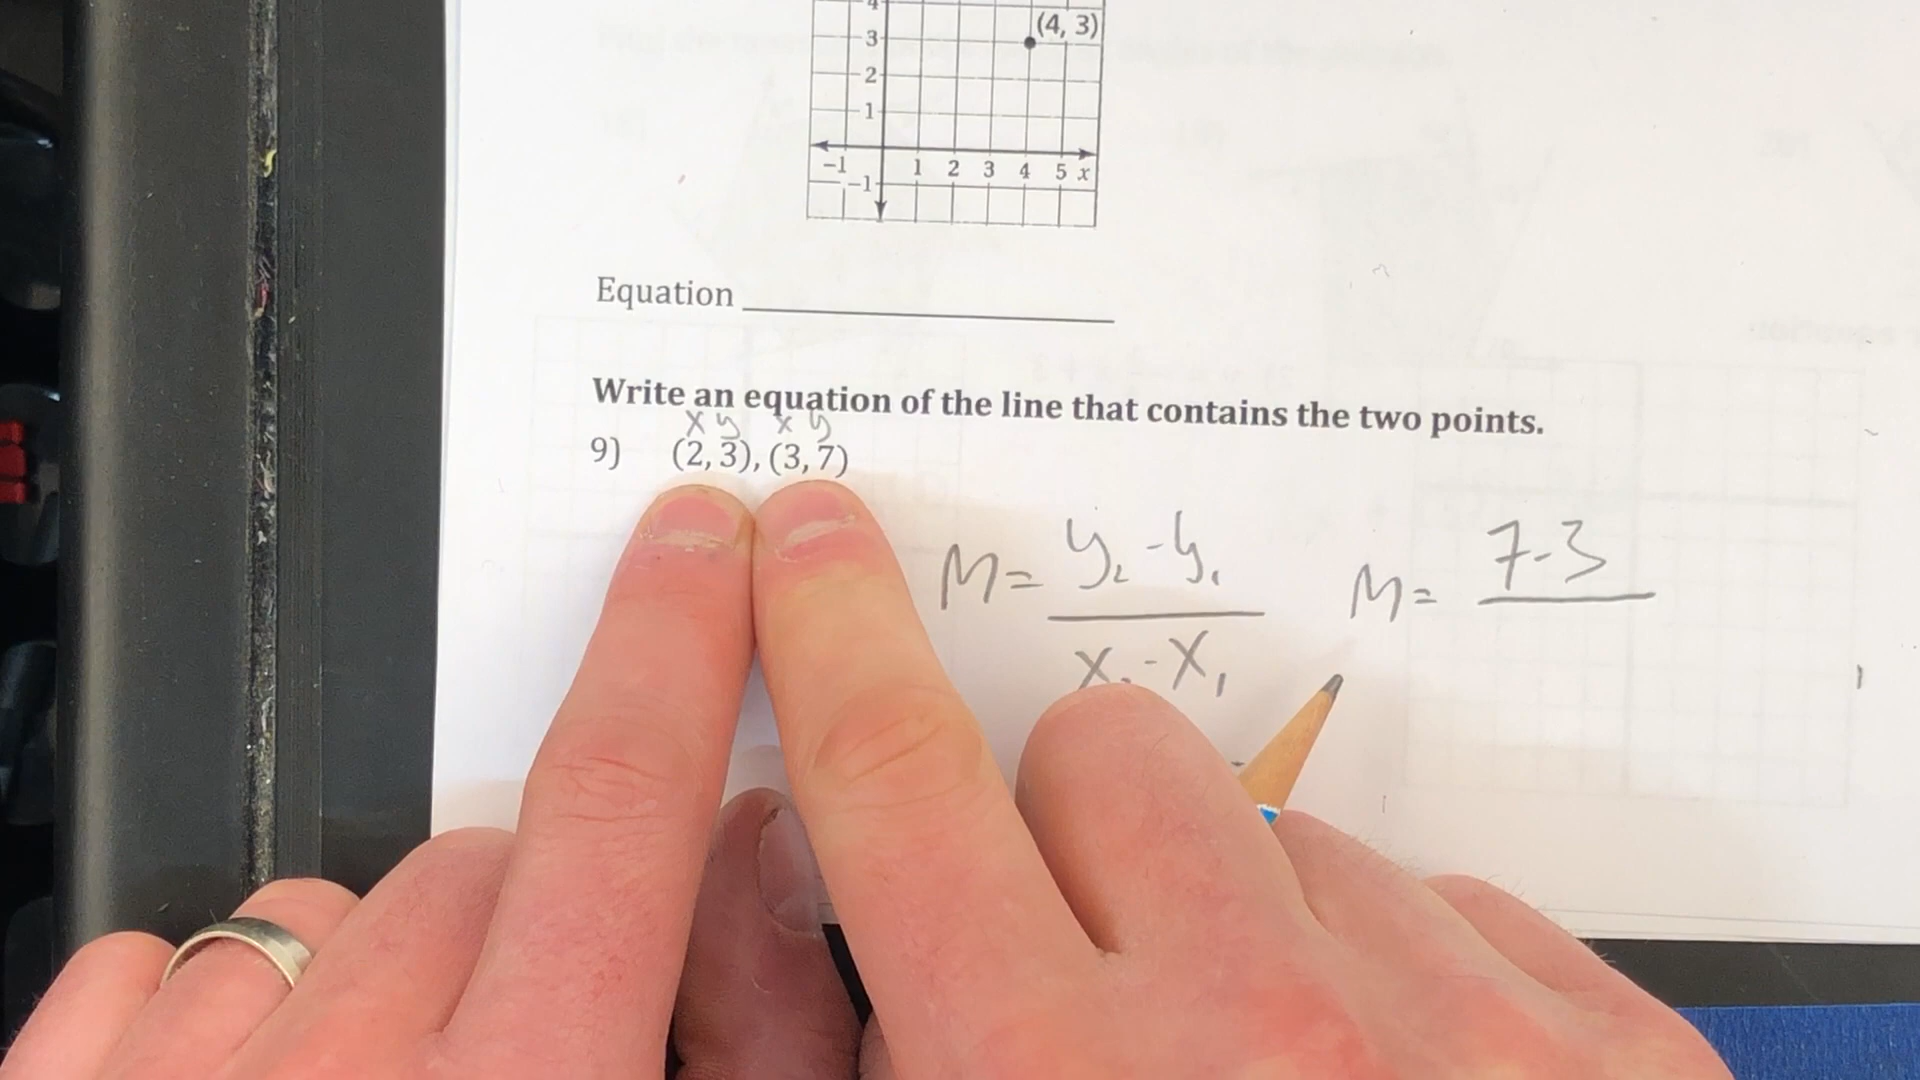 4
(4, 3)
3
2
1
-1 1 2 3 4 5 x
-1
Equation
Write an equation of the line that contains the two points.
x y x y
9) (2, 3), (3, 7)
M = y₂ - y₁ M = 7-3
x - x₁